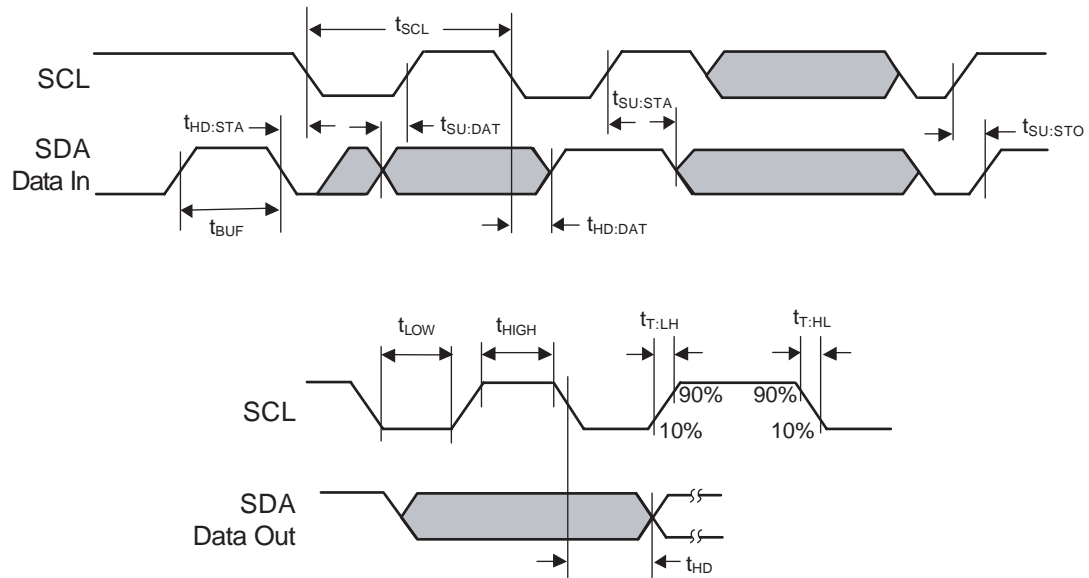 tSCL
SCL
tSU:STA
tHD:STA
tSU:DAT
tSU:STO
SDA
Data In
tBUF
tHD:DAT
tLOW
tHIGH
tT:LH
tT:HL
SCL
90%
90%
10%
10%
SDA
Data Out
tHD